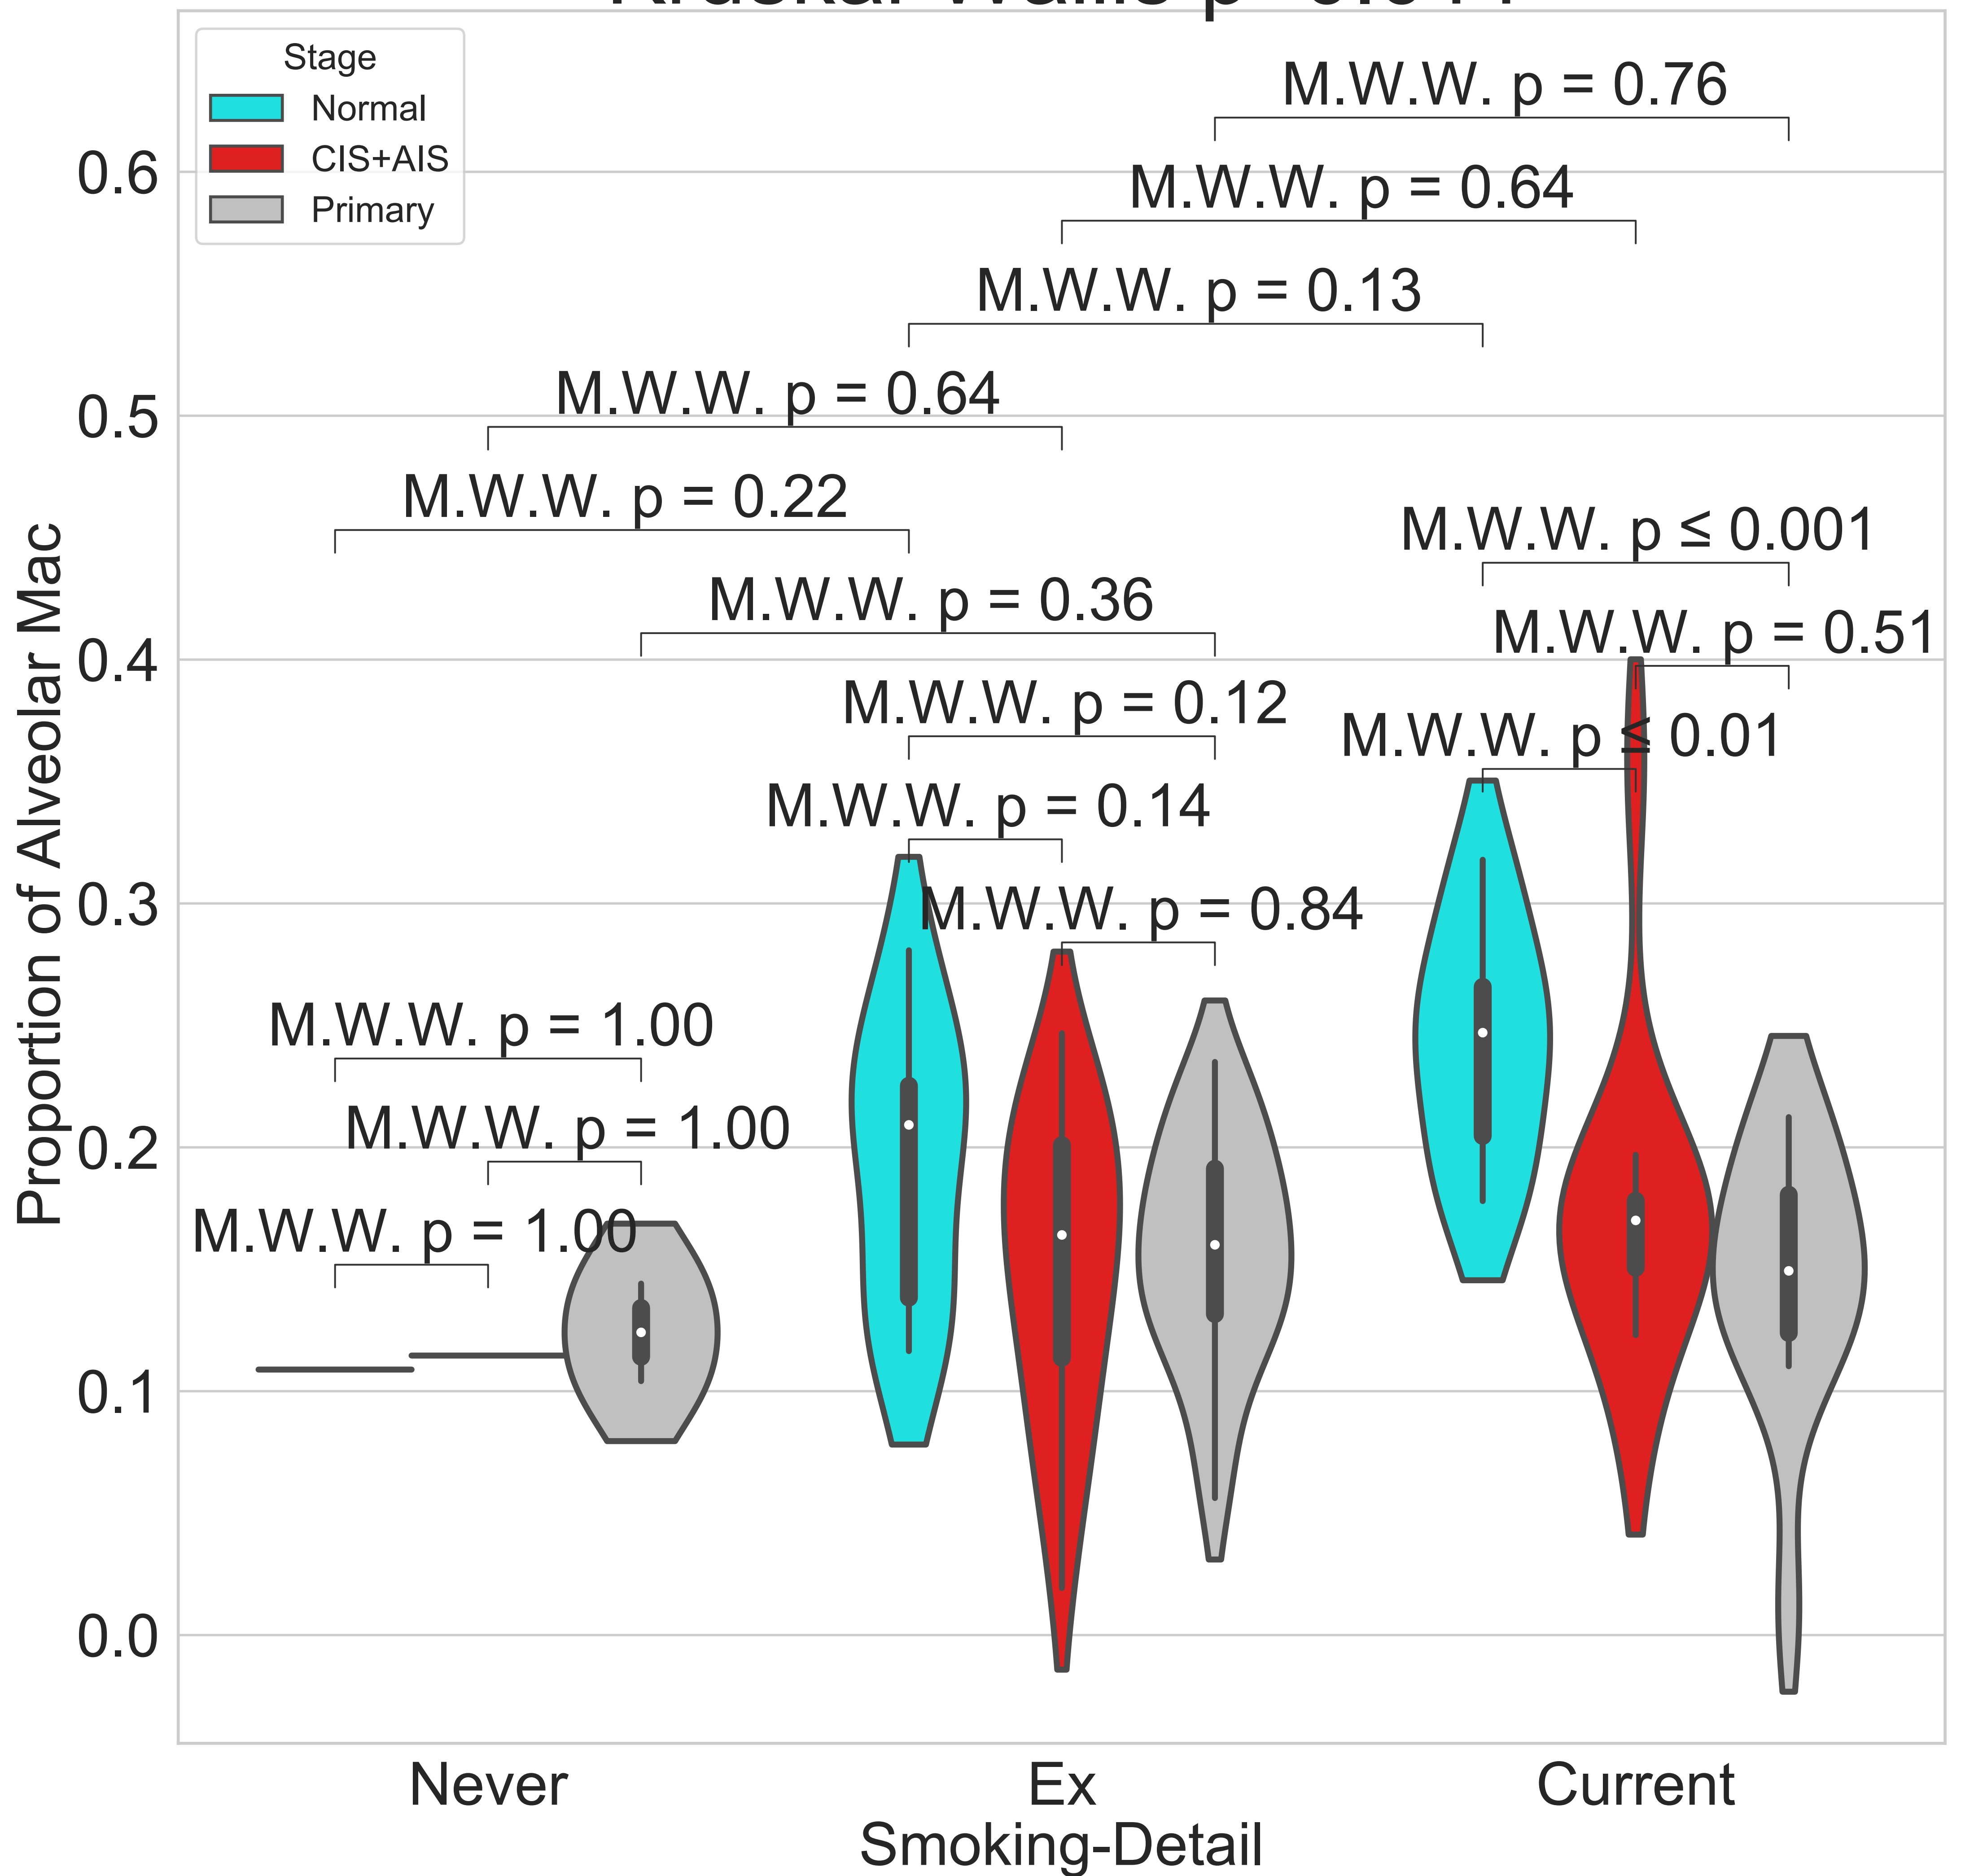 Stage
Normal
CIS+AIS
Primary
M.W.W. p = 0.76
M.W.W. p = 0.64
M.W.W. p = 0.13
M.W.W. p = 0.64
M.W.W. p = 0.22
M.W.W. p ≤ 0.001
M.W.W. p = 0.36
M.W.W. p = 0.51
M.W.W. p = 0.12
M.W.W. p ≤ 0.01
M.W.W. p = 0.14
M.W.W. p = 0.84
M.W.W. p = 1.00
M.W.W. p = 1.00
M.W.W. p = 1.00
Proportion of Alveolar Mac
0.6
0.5
0.4
0.3
0.2
0.1
0.0
Never
Ex
Current
Smoking-Detail